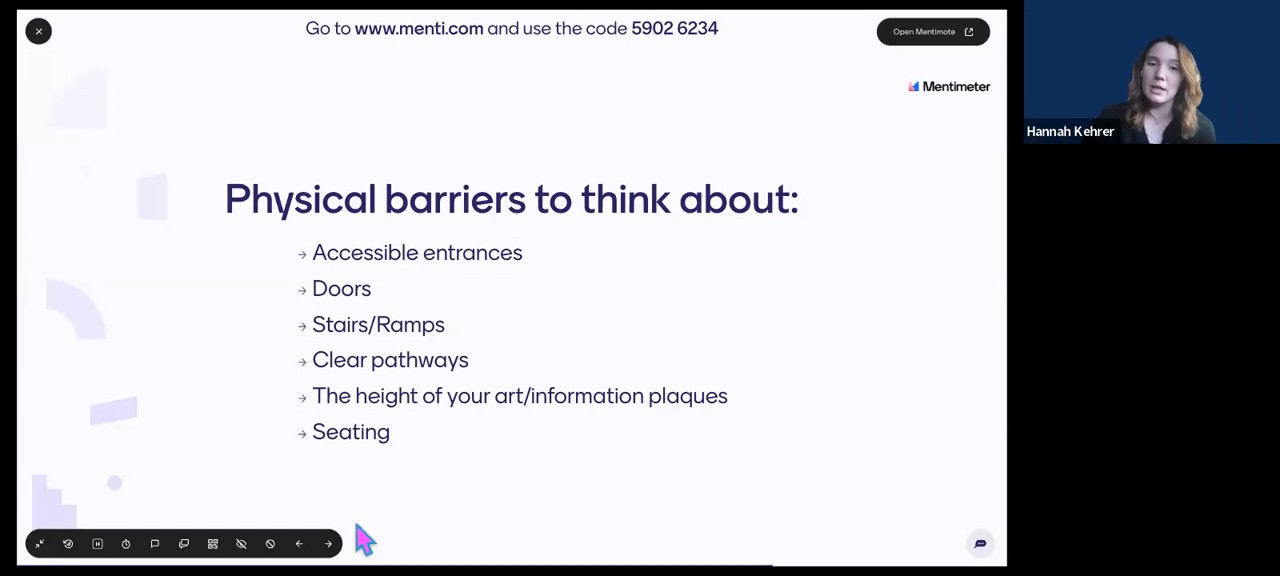 Go to www.menti.com and use the code 5902 6234
Open Mentimote
Mentimeter
Hannah Kehrer
Physical barriers to think about:
→ Accessible entrances
→ Doors
→ Stairs/Ramps
→ Clear pathways
→ The height of your art/information plaques
→ Seating